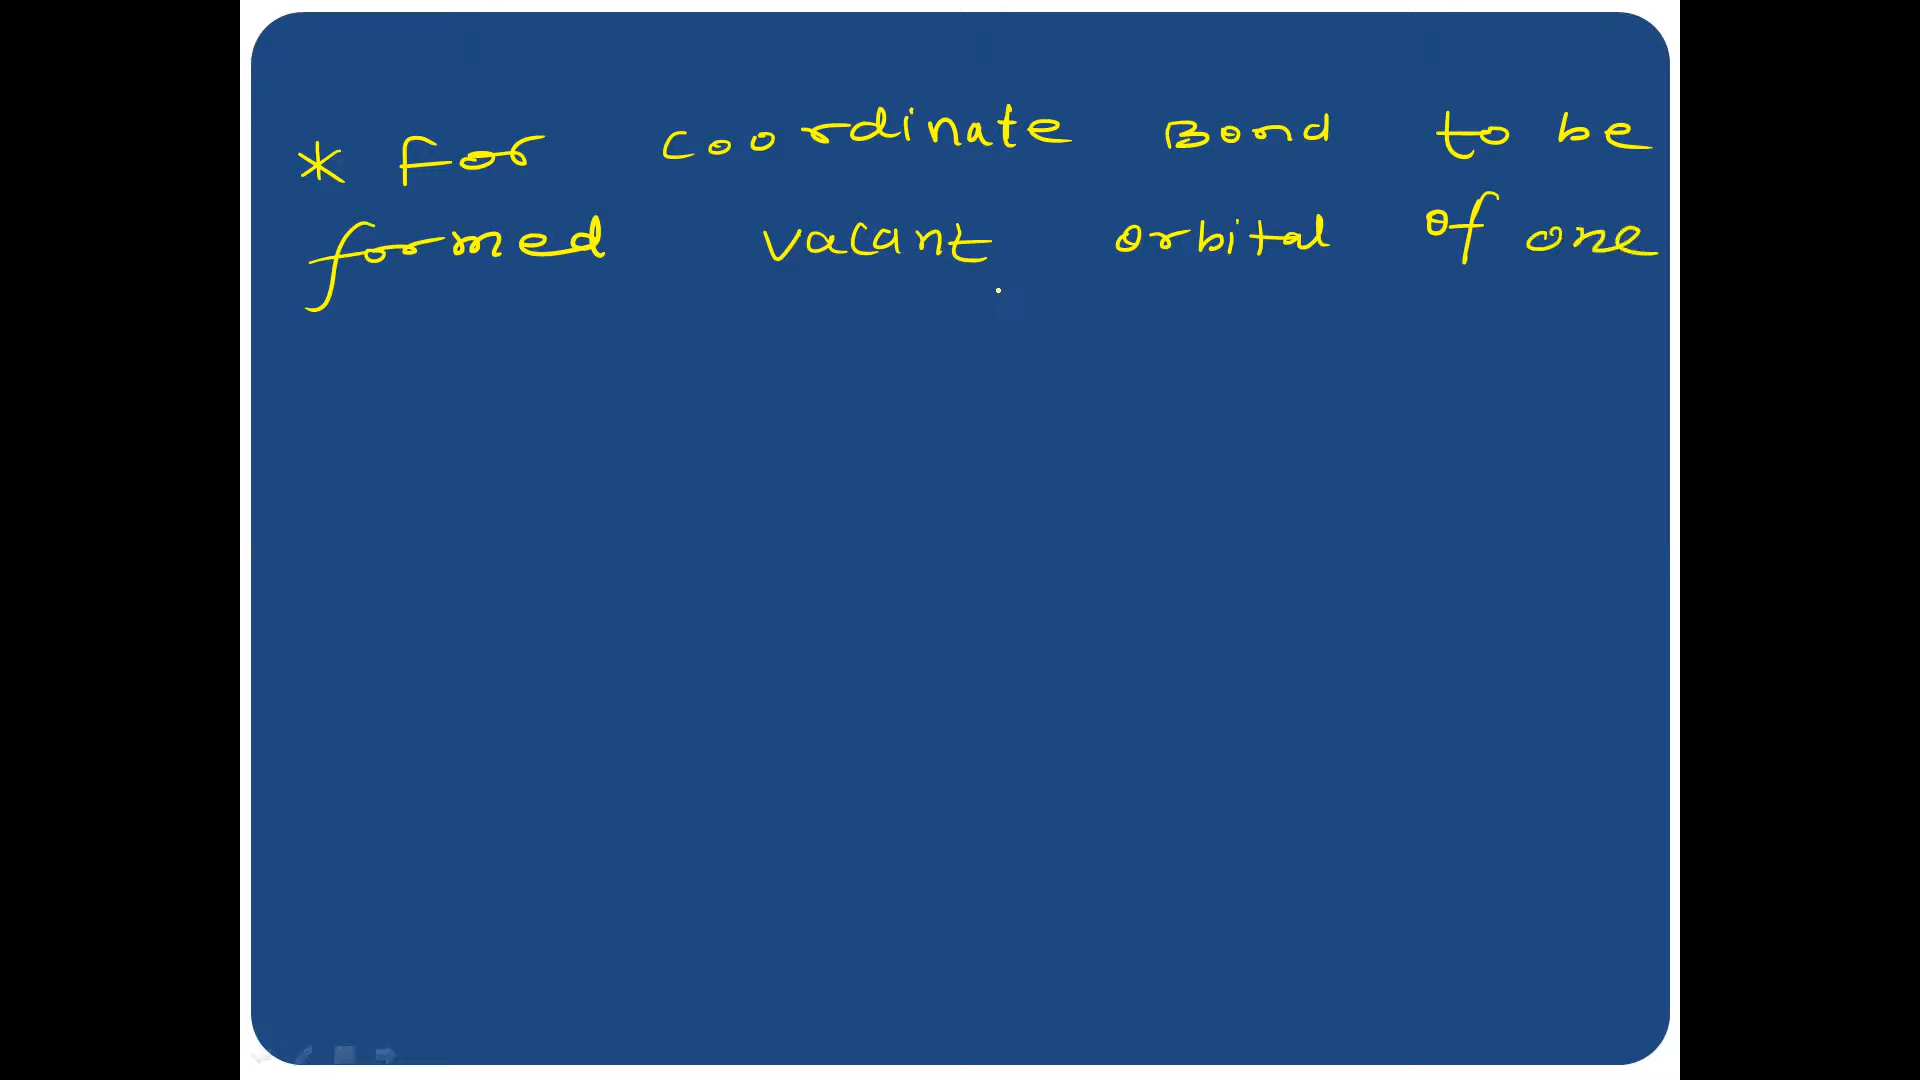 * For coordinate Bond to be
formed vacant orbital of one